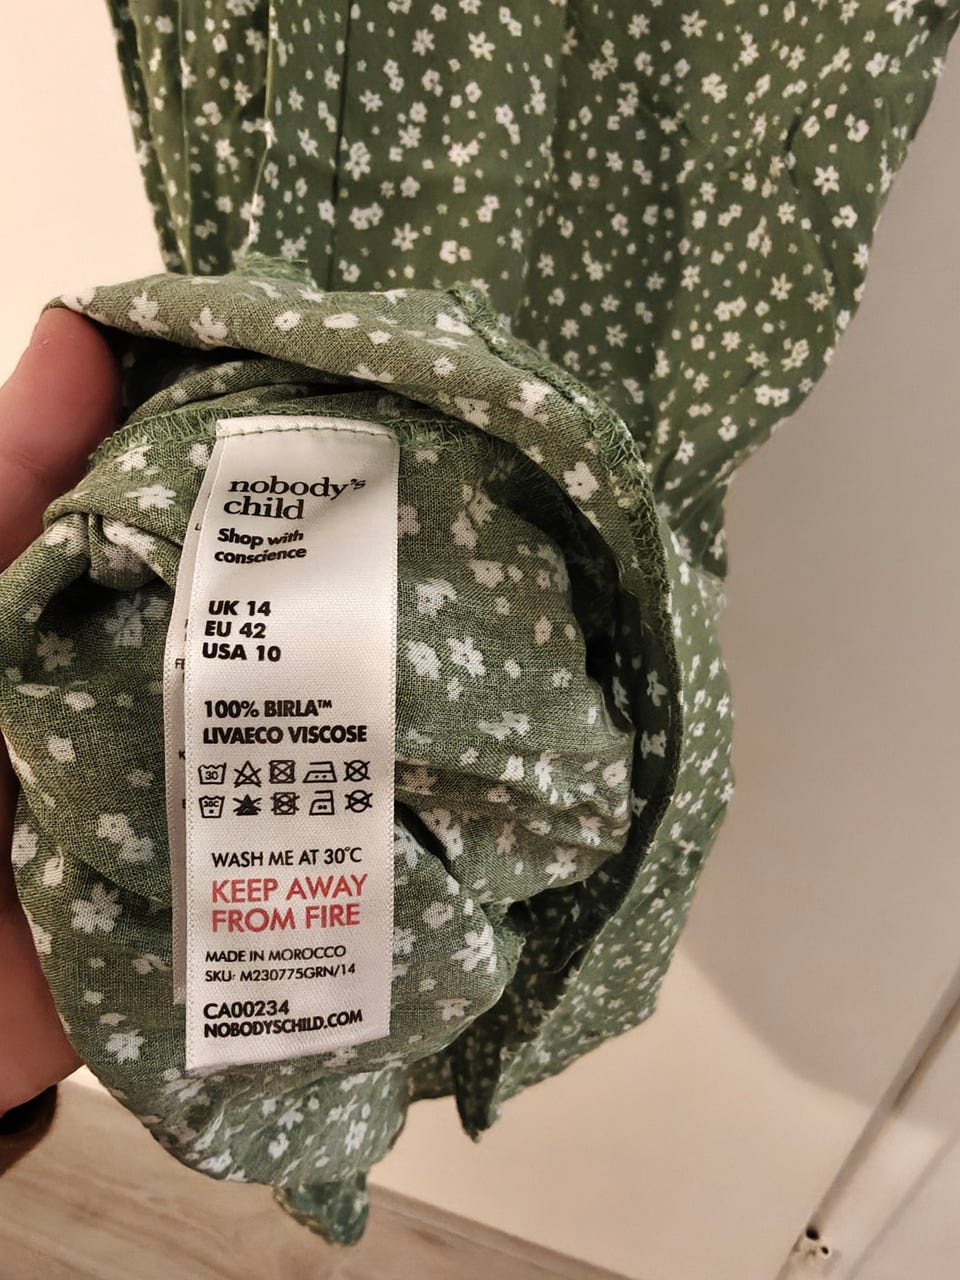 nobody's
child
Shop with
conscience
UK 14
EU 42
USA 10
100% BIRLA™
LIVAECO VISCOSE
30
WASH ME AT 30°C
KEEP AWAY
FROM FIRE
MADE IN MOROCCO
SKU: M230775GRN/14
CA00234
NOBODYSCHILD.COM